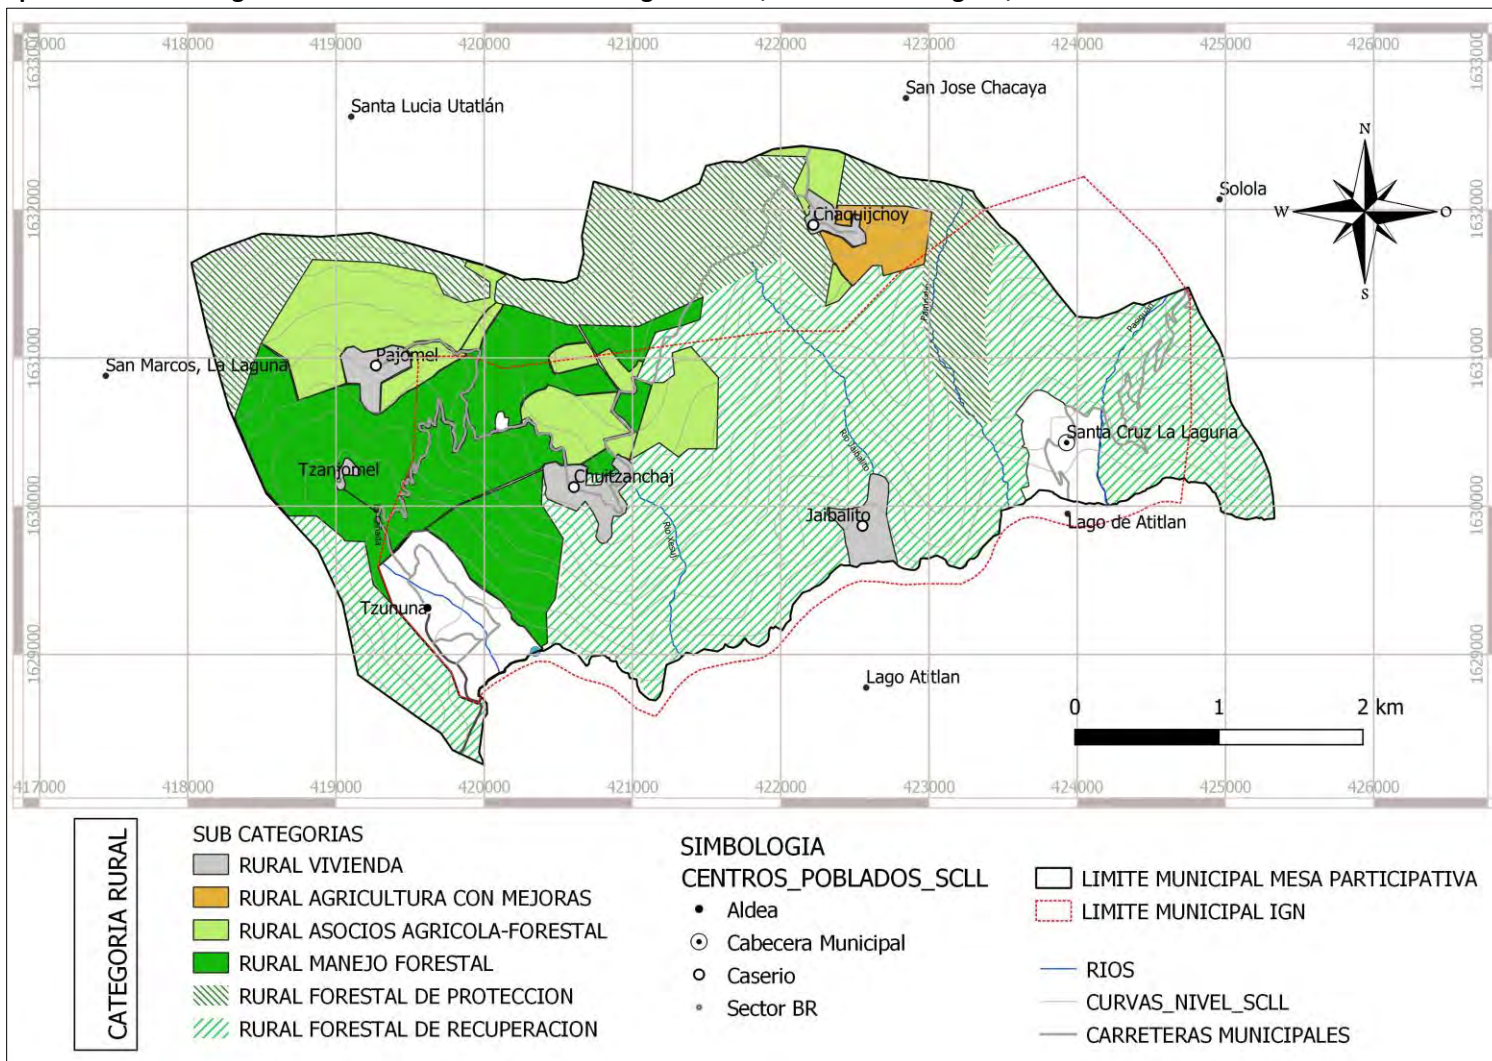 417000 418000 419000 420000 421000 422000 423000 424000 425000 426000
1633000 1633000
San Jose Chacaya
Santa Lucia Utatlán
N
Solola
1632000 1632000
W O
Chaquijchoy
S
Pasiguan
1631000 1631000
Pajomel
San Marcos, La Laguna
Santa Cruz La Laguna
Rio Jaibalito
Tzanjomel
Chuitzanchaj
1630000 1630000
Jaibalito
Lago de Atitlan
Tzununa
1629000 1629000
Lago Atitlan
0 1 2 km
417000 418000 419000 420000 421000 422000 423000 424000 425000 426000
CATEGORIA RURAL
SUB CATEGORIAS
RURAL VIVIENDA
RURAL AGRICULTURA CON MEJORAS
RURAL ASOCIOS AGRICOLA-FORESTAL
RURAL MANEJO FORESTAL
RURAL FORESTAL DE PROTECCION
RURAL FORESTAL DE RECUPERACION
SIMBOLOGIA
CENTROS_POBLADOS_SCLL
Aldea
Cabecera Municipal
Caserio
Sector BR
LIMITE MUNICIPAL MESA PARTICIPATIVA
LIMITE MUNICIPAL IGN
RIOS
CURVAS_NIVEL_SCLL
CARRETERAS MUNICIPALES